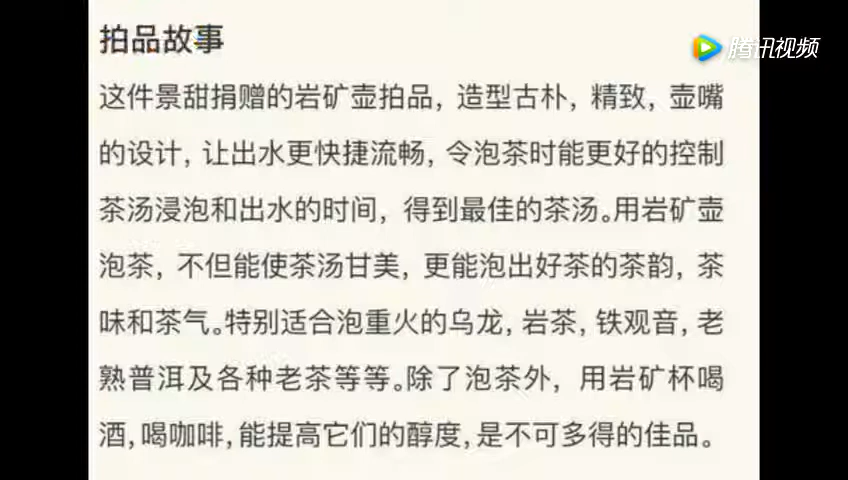 拍品故事
腾讯视频
这件景甜捐赠的岩矿壶拍品，造型古朴，精致，壶嘴
的设计，让出水更快捷流畅，令泡茶时能更好的控制
茶汤浸泡和出水的时间，得到最佳的茶汤。用岩矿壶
泡茶，不但能使茶汤甘美，更能泡出好茶的茶韵，茶
味和茶气。特别适合泡重火的乌龙，岩茶，铁观音，老
熟普洱及各种老茶等等。除了泡茶外，用岩矿杯喝
酒，喝咖啡，能提高它们的醇度，是不可多得的佳品。